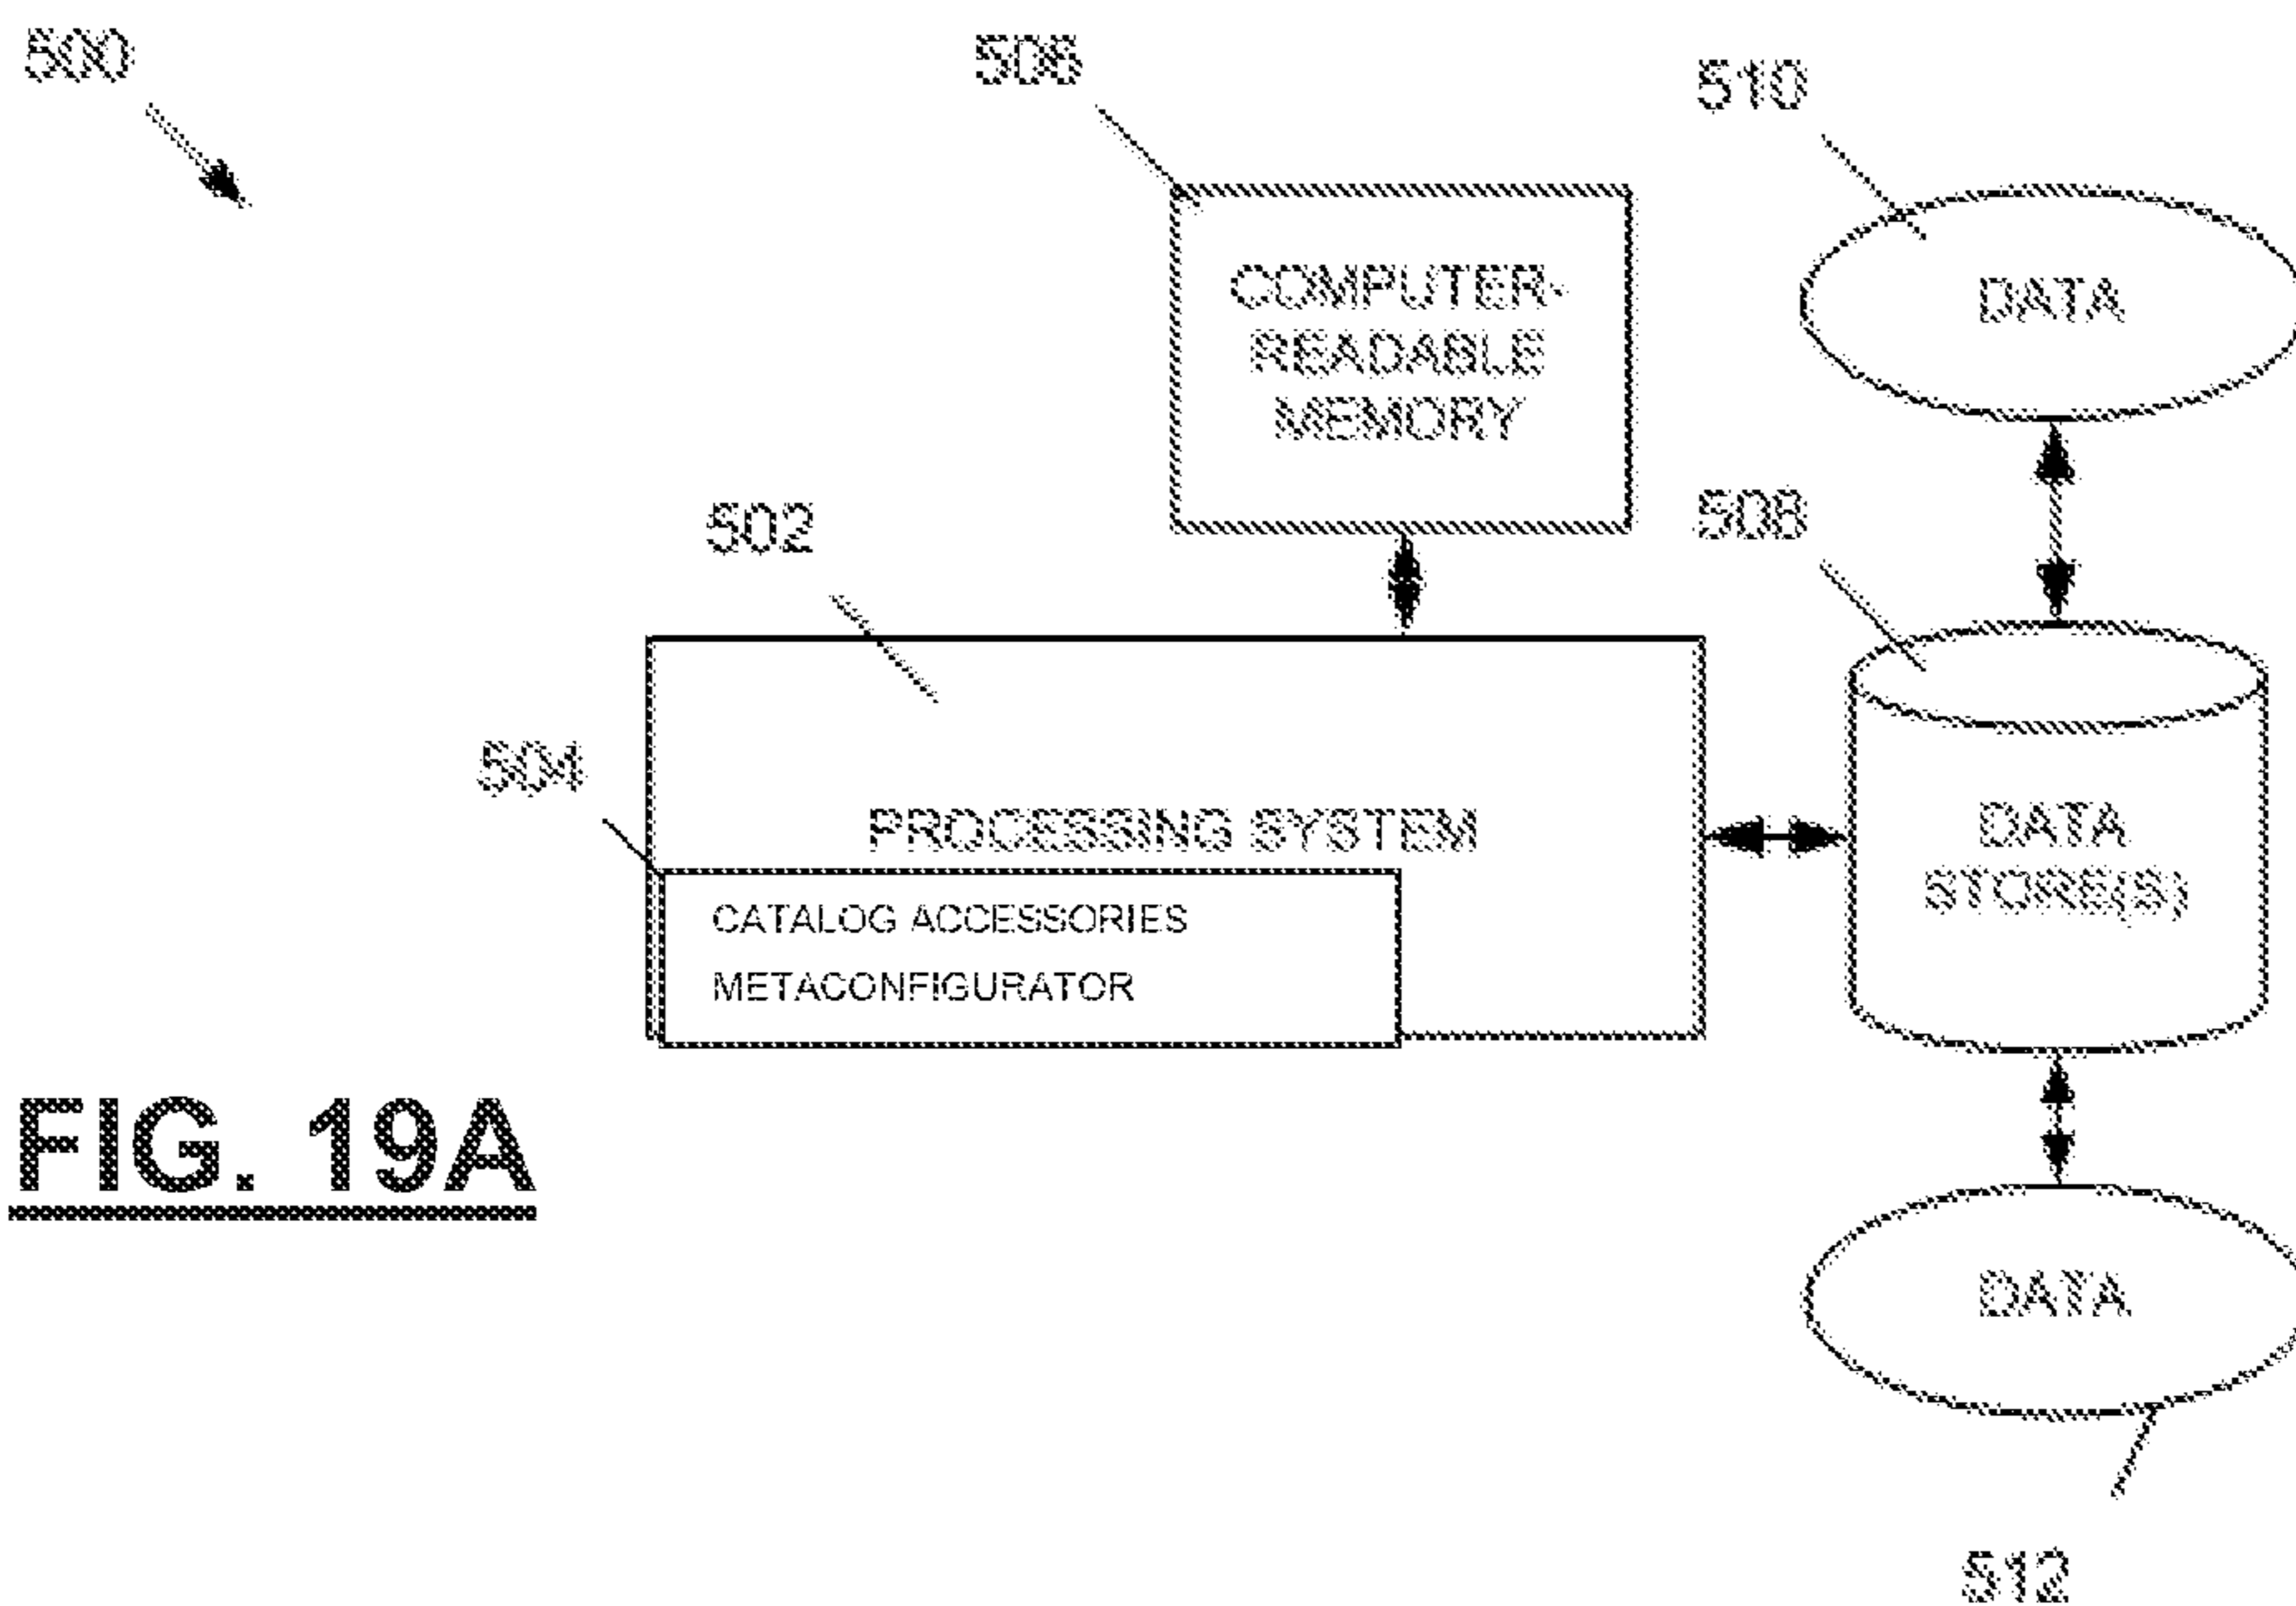 500
506
510
COMPUTER-
READABLE
MEMORY
DATA
502
508
504
PROCESSING SYSTEM
DATA
STORE(S)
CATALOG ACCESSORIES
METACONFIGURATOR
FIG. 19A
DATA
512